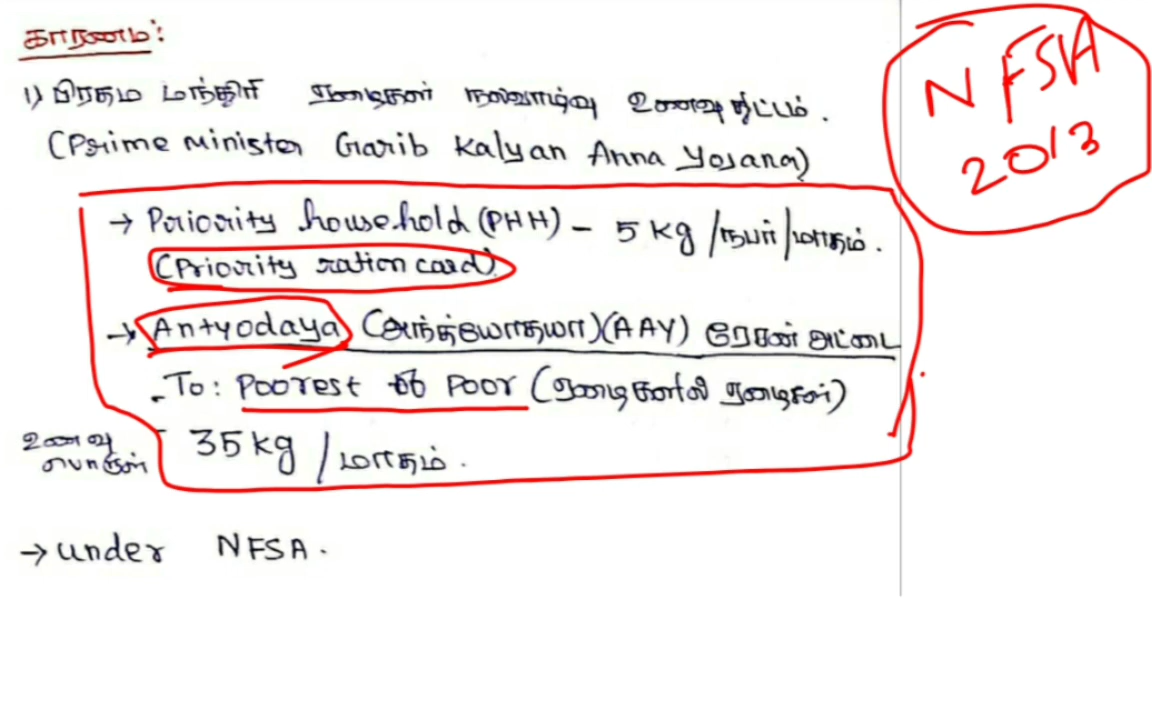 காரணம்:
1) பிரதம மந்திரி ஏழைகள் நல்வாழ்வு உணவு திட்டம்.
(Prime Minister Garib Kalyan Anna Yojana)
→ Priority household (PHH) - 5 kg /நபர்/மாதம்.
(Priority ration card)
→ Antyodaya (அந்த்யோதயா)(AAY) ரேசன் அட்டை
- To: Poorest of Poor (ஏழைகளில் ஏழைகள்)
உணவு பொருள் - 35 kg / மாதம்.
→ under NFSA.
NFSA
2013